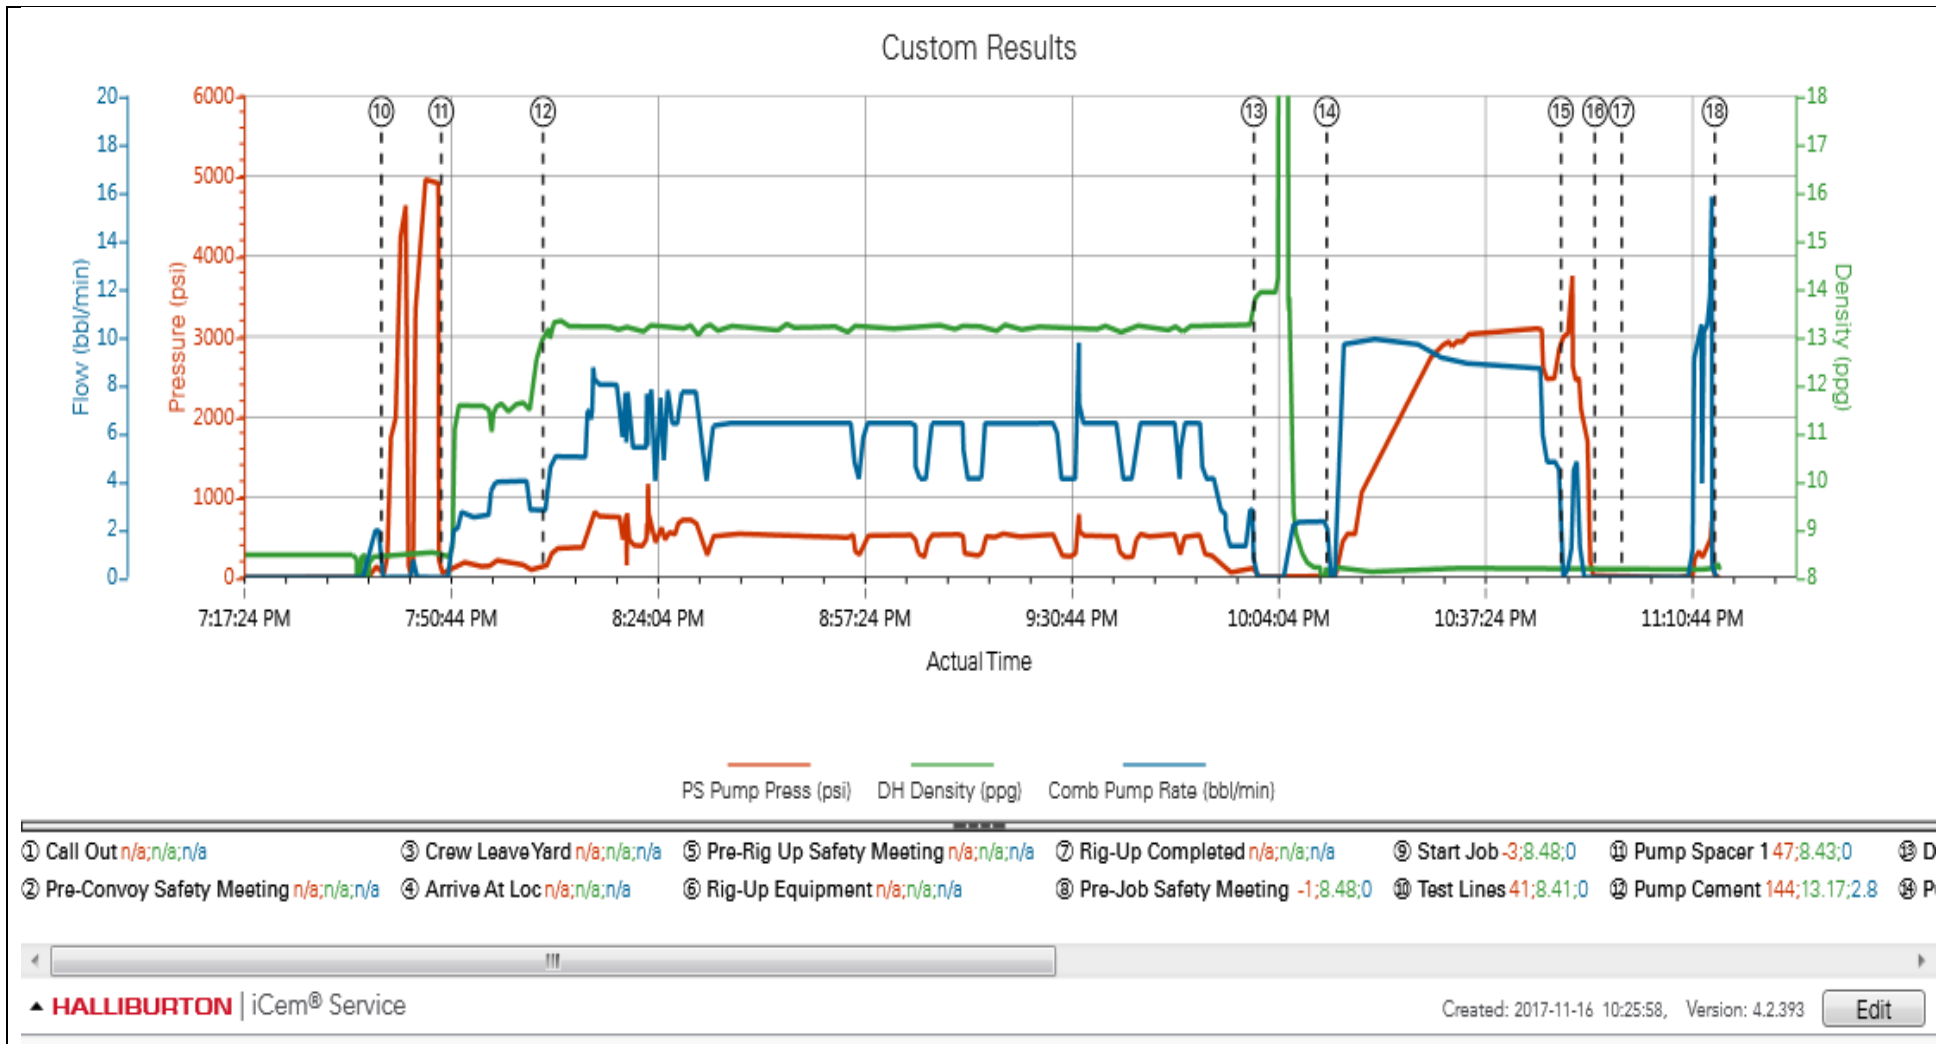 Custom Results
20 6000 18
18 5000 17
16 4000 16
14 3000 15
12 2000 14
10 1000 13
8 0 12
6 11
4 10
2 9
0 8
Flow (bbl/min)
Pressure (psi)
Density (ppg)
⑩ ⑪ ⑫ ⑬ ⑭ ⑮ ⑯ ⑰ ⑱
7:17:24 PM 7:50:44 PM 8:24:04 PM 8:57:24 PM 9:30:44 PM 10:04:04 PM 10:37:24 PM 11:10:44 PM
Actual Time
PS Pump Press (psi) DH Density (ppg) Comb Pump Rate (bbl/min)
① Call Out n/a;n/a;n/a ③ Crew Leave Yard n/a;n/a;n/a ⑤ Pre-Rig Up Safety Meeting n/a;n/a;n/a ⑦ Rig-Up Completed n/a;n/a;n/a ⑨ Start Job -3;8.48;0 ⑪ Pump Spacer 1 47;8.43;0 ⑬ D
② Pre-Convoy Safety Meeting n/a;n/a;n/a ④ Arrive At Loc n/a;n/a;n/a ⑥ Rig-Up Equipment n/a;n/a;n/a ⑧ Pre-Job Safety Meeting -1;8.48;0 ⑩ Test Lines 41;8.41;0 ⑫ Pump Cement 144;13.17;2.8 ⑭ P
HALLIBURTON | iCem® Service
Created: 2017-11-16 10:25:58, Version: 4.2.393
Edit